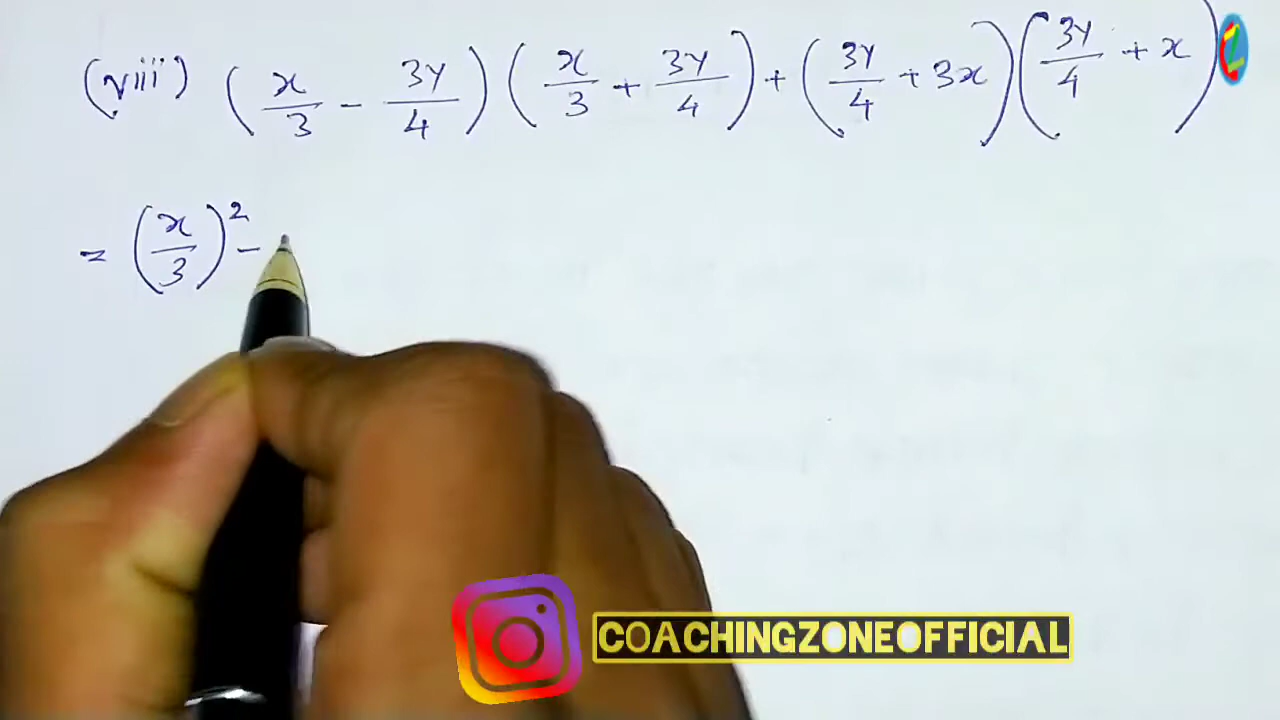 (viii) (x/3 - 3y/4) (x/3 + 3y/4) + (3y/4 + 3x) (3y/4 + x)
= (x/3)² -
COACHINGZONEOFFICIAL